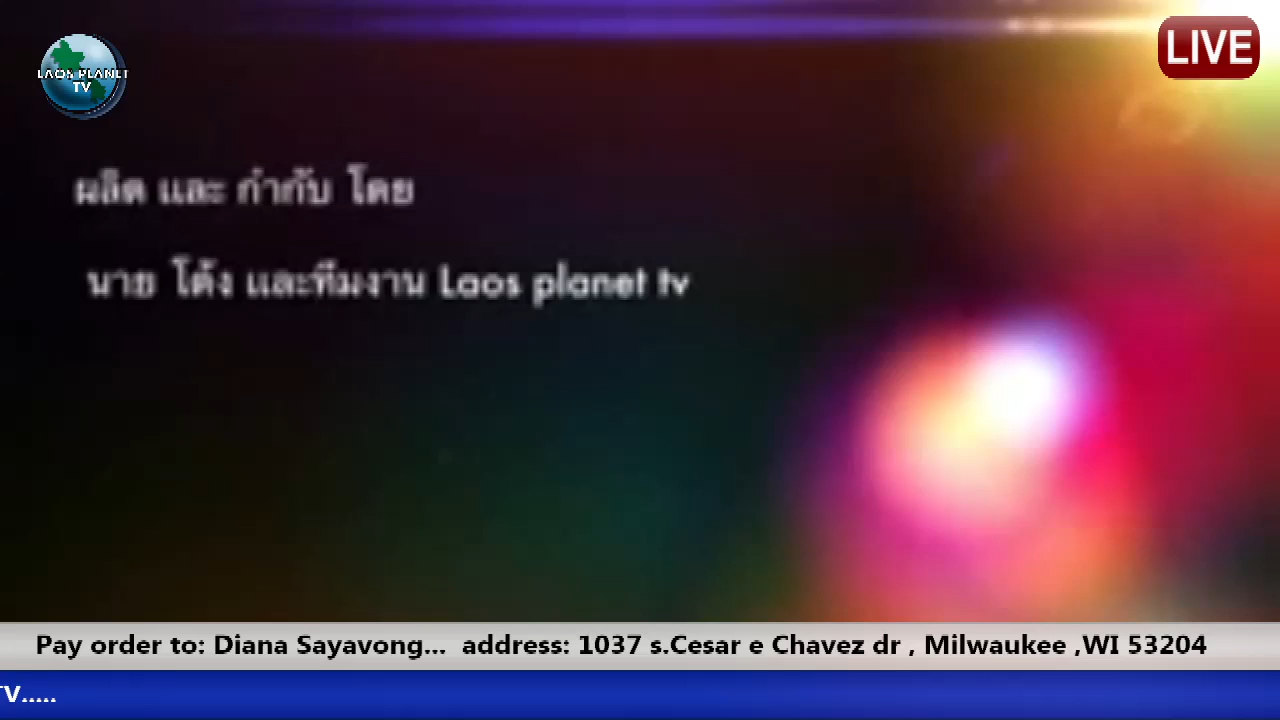 LAOS PLANET
TV
LIVE
ผลิต และ กำกับ โดย
นาย โต้ง และทีมงาน Laos planet tv
Pay order to: Diana Sayavong... address: 1037 s.Cesar e Chavez dr , Milwaukee ,WI 53204
TV.....